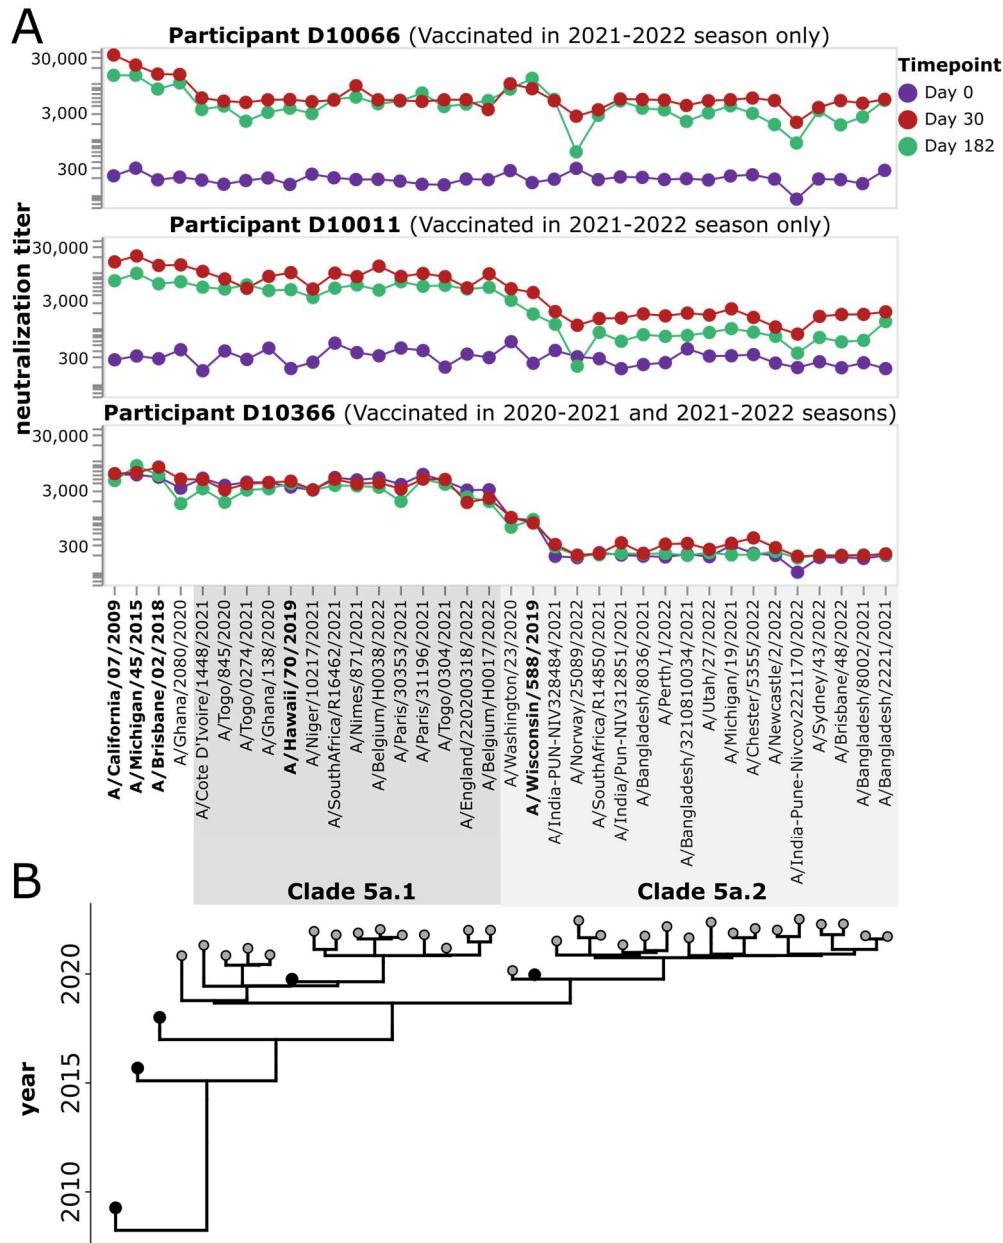 A
Participant D10066 (Vaccinated in 2021-2022 season only)
30,000
3,000
300
Timepoint
Day 0
Day 30
Day 182
neutralization titer
Participant D10011 (Vaccinated in 2021-2022 season only)
30,000
3,000
300
Participant D10366 (Vaccinated in 2020-2021 and 2021-2022 seasons)
30,000
3,000
300
A/California/07/2009
A/Michigan/45/2015
A/Brisbane/02/2018
A/Ghana/2080/2020
A/Cote D'Ivoire/1448/2021
A/Togo/845/2020
A/Togo/0274/2021
A/Ghana/138/2020
A/Hawaii/70/2019
A/Niger/10217/2021
A/SouthAfrica/R16462/2021
A/Nimes/871/2021
A/Belgium/H0038/2022
A/Paris/30353/2021
A/Paris/31196/2021
A/Togo/0304/2021
A/England/220200318/2022
A/Belgium/H0017/2022
A/Washington/23/2020
A/Wisconsin/588/2019
A/India-PUN-NIV328484/2021
A/Norway/25089/2022
A/SouthAfrica/R14850/2021
A/India/Pun-NIV312851/2021
A/Bangladesh/8036/2021
A/Perth/1/2022
A/Bangladesh/3210810034/2021
A/Utah/27/2022
A/Michigan/19/2021
A/Chester/5355/2022
A/Newcastle/2/2022
A/India-Pune-Nivcov2221170/2022
A/Sydney/43/2022
A/Brisbane/48/2022
A/Bangladesh/8002/2021
A/Bangladesh/2221/2021
Clade 5a.1
Clade 5a.2
B
year
2020
2015
2010